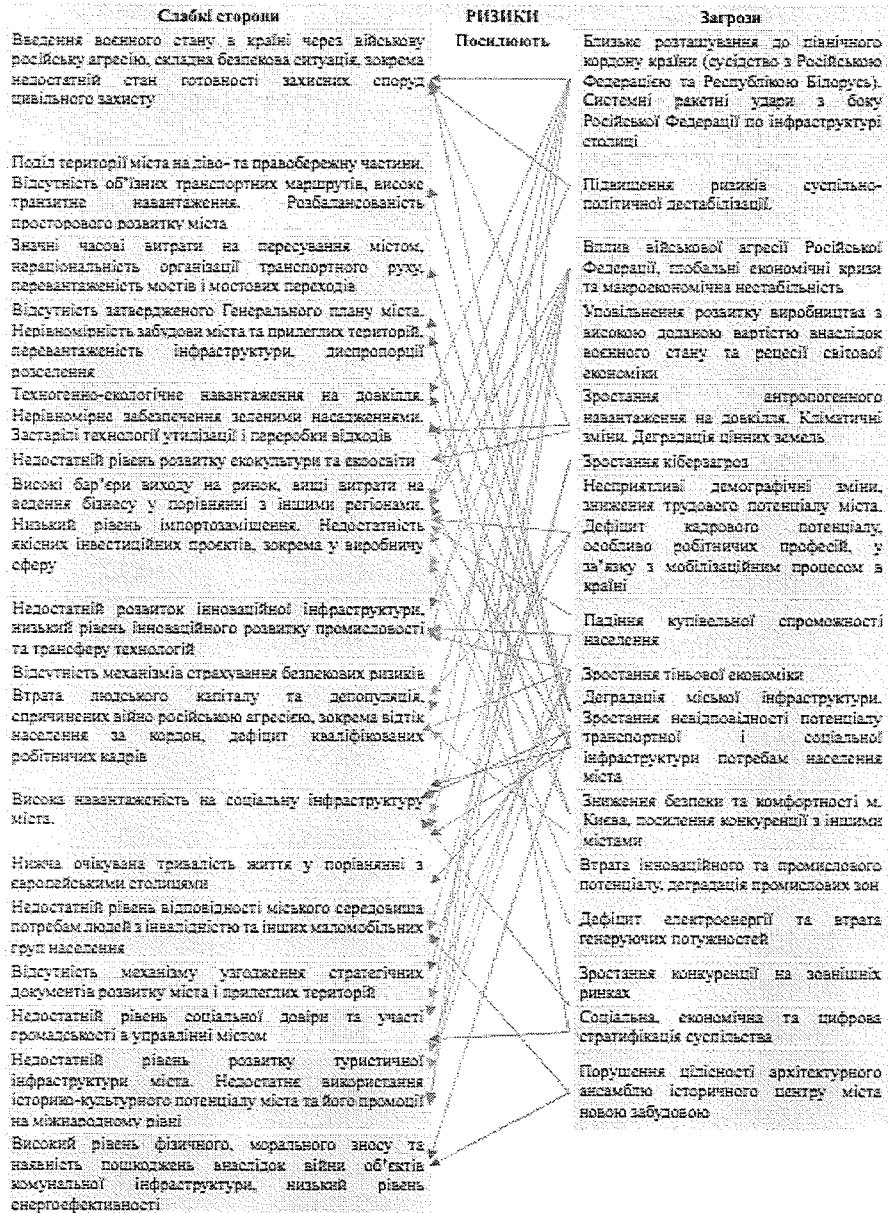 Слабкі сторони
Введення воєнного стану в країні через військову
російську агресію, складна безпекова ситуація, зокрема
недостатній стан готовності захисних споруд
цивільного захисту
Поділ території міста на ліво- та правобережну частини.
Відсутність об'їзних транспортних маршрутів, високе
транзитне навантаження. Розбалансованість
просторового розвитку міста
Значні часові витрати на пересування містом,
нераціональність організації транспортного руху,
перевантаженість мостів і мостових переходів
Відсутність затвердженого Генерального плану міста.
Нерівномірність забудови міста та прилеглих територій,
перевантаженість інфраструктури, диспропорції
розселення
Техногенно-екологічне навантаження на довкілля.
Нерівномірне забезпечення зеленими насадженнями.
Застарілі технології утилізації і переробки відходів
Недостатній рівень розвитку екокультури та екоосвіти
Високі бар'єри виходу на ринок, вищі витрати на
ведення бізнесу у порівнянні з іншими регіонами.
Низький рівень імпортозаміщення. Недостатність
якісних інвестиційних проєктів, зокрема у виробничу
сферу
Недостатній розвиток інноваційної інфраструктури,
низький рівень інноваційного розвитку промисловості
та трансферу технологій
Відсутність механізмів страхування безпекових ризиків
Втрата людського капіталу та депопуляція,
спричинених війною російською агресією, зокрема відтік
населення за кордон, дефіцит кваліфікованих
робітничих кадрів
Висока навантаженість на соціальну інфраструктуру
міста.
Нижча очікувана тривалість життя у порівнянні з
європейськими столицями
Недостатній рівень відповідності міського середовища
потребам людей з інвалідністю та інших маломобільних
груп населення
Відсутність механізму узгодження стратегічних
документів розвитку міста і прилеглих територій
Недостатній рівень соціальної довіри та участі
громадськості в управлінні містом
Недостатній рівень розвитку туристичної
інфраструктури міста. Недостатнє використання
історико-культурного потенціалу міста та його промоції
на міжнародному рівні
Високий рівень фізичного, морального зносу та
наявність пошкоджень внаслідок війни об'єктів
комунальної інфраструктури, низький рівень
енергоефективності
РИЗИКИ
Посилюють
Загрози
Близьке розташування до північного
кордону країни (сусідство з Російською
Федерацією та Республікою Білорусь).
Системні ракетні удари з боку
Російської Федерації по інфраструктурі
столиці
Підвищення ризиків суспільно-
політичної дестабілізації.
Вплив військової агресії Російської
Федерації, глобальні економічні кризи
та макроекономічна нестабільність
Уповільнення розвитку виробництва з
високою доданою вартістю внаслідок
воєнного стану та рецесії світової
економіки
Зростання антропогенного
навантаження на довкілля. Кліматичні
зміни. Деградація цінних земель
Зростання кіберзагроз
Несприятливі демографічні зміни,
зниження трудового потенціалу міста.
Дефіцит кадрового потенціалу,
особливо робітничих професій, у
зв'язку з мобілізаційним процесом в
країні
Падіння купівельної спроможності
населення
Зростання тіньової економіки
Деградація міської інфраструктури.
Зростання невідповідності потенціалу
транспортної і соціальної
інфраструктури потребам населення
міста
Зниження безпеки та комфортності м.
Києва, посилення конкуренції з іншими
містами
Втрата інноваційного та промислового
потенціалу, деградація промислових зон
Дефіцит електроенергії та втрата
генеруючих потужностей
Зростання конкуренції на зовнішніх
ринках
Соціальна, економічна та цифрова
стратифікація суспільства
Порушення цілісності архітектурного
ансамблю історичного центру міста
новою забудовою